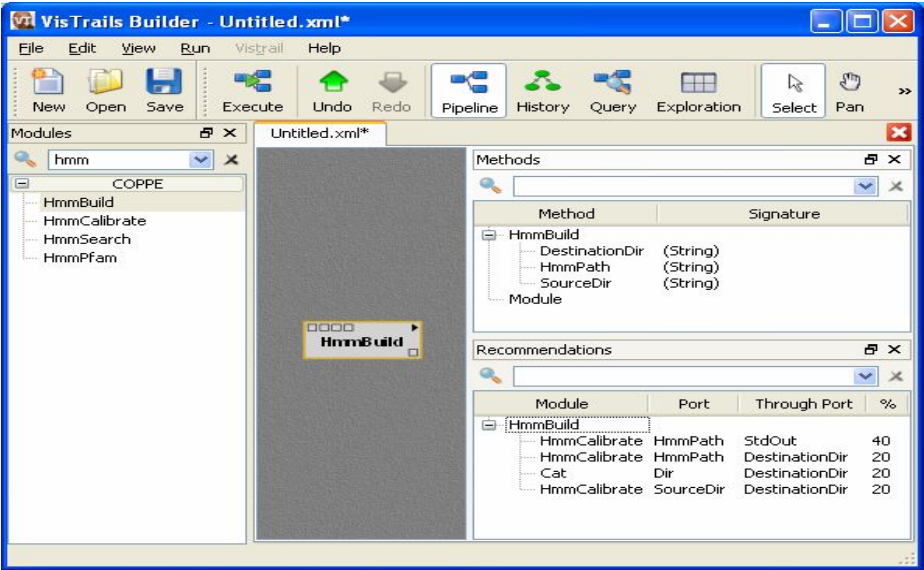 VisTrails Builder - Untitled.xml*
File Edit View Run Vistrail Help
New Open Save Execute Undo Redo Pipeline History Query Exploration Select Pan »
Modules
hmm
COPPE
HmmBuild
HmmCalibrate
HmmSearch
HmmPfam
Untitled.xml*
HmmBuild
Methods
Method Signature
HmmBuild
DestinationDir (String)
HmmPath (String)
SourceDir (String)
Module
Recommendations
Module Port Through Port %
HmmBuild
HmmCalibrate HmmPath StdOut 40
HmmCalibrate HmmPath DestinationDir 20
Cat Dir DestinationDir 20
HmmCalibrate SourceDir DestinationDir 20